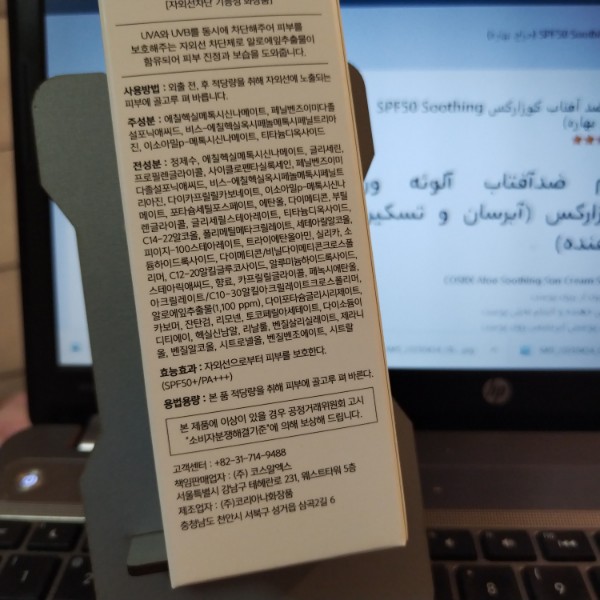 [자외선차단 기능성 화장품]
UVA와 UVB를 동시에 차단해주어 피부를
보호해주는 자외선 차단제로 알로에잎추출물이
함유되어 피부 진정과 보습을 도와줍니다.
사용방법 : 외출 전, 후 적당량을 취해 자외선에 노출되는
피부에 골고루 펴 바릅니다.
주성분 : 에칠헥실메톡시신나메이트, 페닐벤즈이미다졸
설포닉애씨드, 비스-에칠헥실옥시페놀메톡시페닐트리아
진, 이소아밀p-메톡시신나메이트, 티타늄디옥사이드
전성분 : 정제수, 에칠헥실메톡시신나메이트, 글리세린,
프로필렌글라이콜, 사이클로펜타실록세인, 페닐벤즈이미
다졸설포닉애씨드, 비스-에칠헥실옥시페놀메톡시페닐트
리아진, 다이카프릴릴카보네이트, 이소아밀p-메톡시신나
메이트, 포타슘세틸포스페이트, 에탄올, 다이메티콘, 부틸
렌글라이콜, 글리세릴스테아레이트, 티타늄디옥사이드,
C14-22알코올, 폴리메틸메타크릴레이트, 세테아릴알코올,
피이지-100스테아레이트, 트라이에탄올아민, 실리카, 소
듐하이드록사이드, 다이메티콘/비닐다이메티콘크로스폴
리머, C12-20알킬글루코사이드, 알루미늄하이드록사이드,
스테아릭애씨드, 향료, 카프릴릴글라이콜, 페녹시에탄올,
아크릴레이트/C10-30알킬아크릴레이트크로스폴리머,
알로에잎추출물(1,100 ppm), 다이포타슘글리시리제이트,
카보머, 잔탄검, 리모넨, 토코페릴아세테이트, 다이소듐이
디티에이, 헥실신남알, 리날룰, 벤질살리실레이트, 제라니
올, 벤질알코올, 시트로넬올, 벤질벤조에이트, 시트랄
효능효과 : 자외선으로부터 피부를 보호한다.
(SPF50+/PA+++)
용법용량 : 본 품 적당량을 취해 피부에 골고루 펴 바른다.
본 제품에 이상이 있을 경우 공정거래위원회 고시
"소비자분쟁해결기준"에 의해 보상해 드립니다.
고객센터 : +82-31-714-9488
책임판매업자 : (주) 코스알엑스
서울특별시 강남구 테헤란로 231, 웨스트타워 5층
제조업자 : (주)코리아나화장품
충청남도 천안시 서북구 성거읍 삼곡2길 6
ضد آفتاب کوزارکس SPF50 Soothing
بهاره)
ضدآفتاب آلوئه
زارکس (آبرسان و تسکین
دهنده)
COSRX Aloe Soothing Sun Cream
hp
8
9